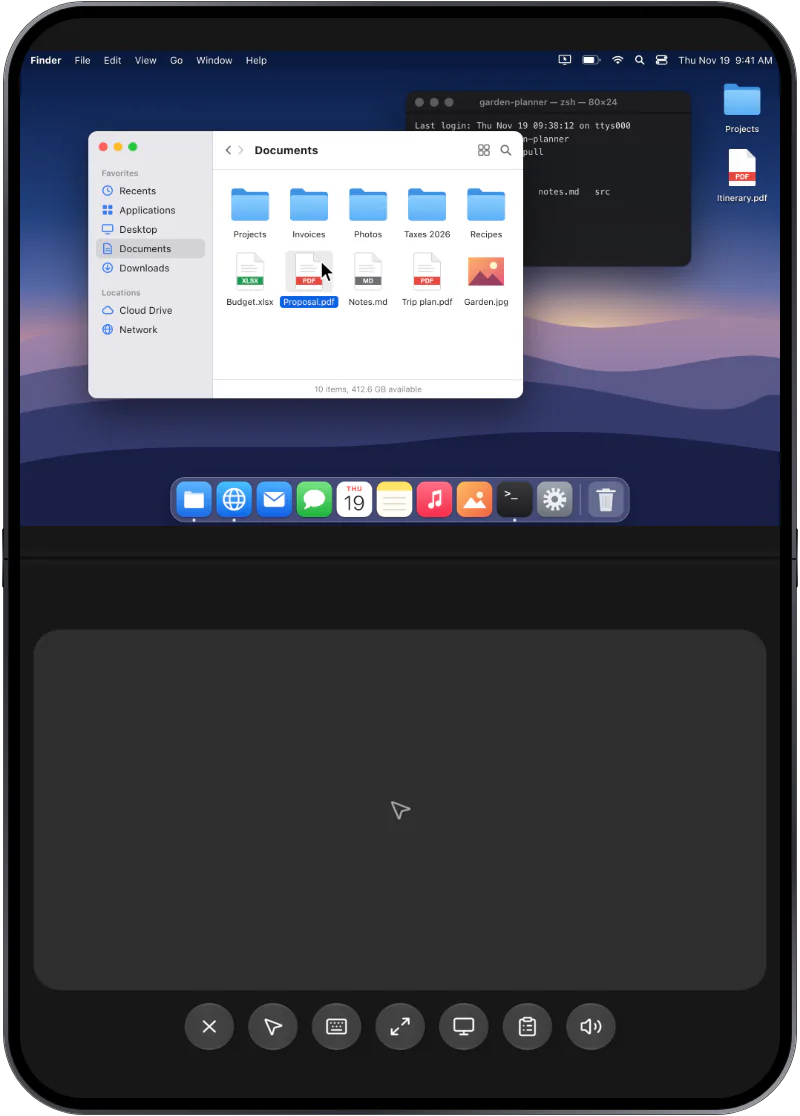 Finder File Edit View Go Window Help Thu Nov 19 9:41 AM
garden-planner — zsh — 80×24
Last login: Thu Nov 19 09:38:12 on ttys000
n-planner
pull
notes.md src
Projects
PDF
Itinerary.pdf
Favorites
Recents
Applications
Desktop
Documents
Downloads
Locations
Cloud Drive
Network
Documents
Projects Invoices Photos Taxes 2026 Recipes
XLSX PDF MD PDF
Budget.xlsx Proposal.pdf Notes.md Trip plan.pdf Garden.jpg
10 items, 412.6 GB available
THU
19
>_